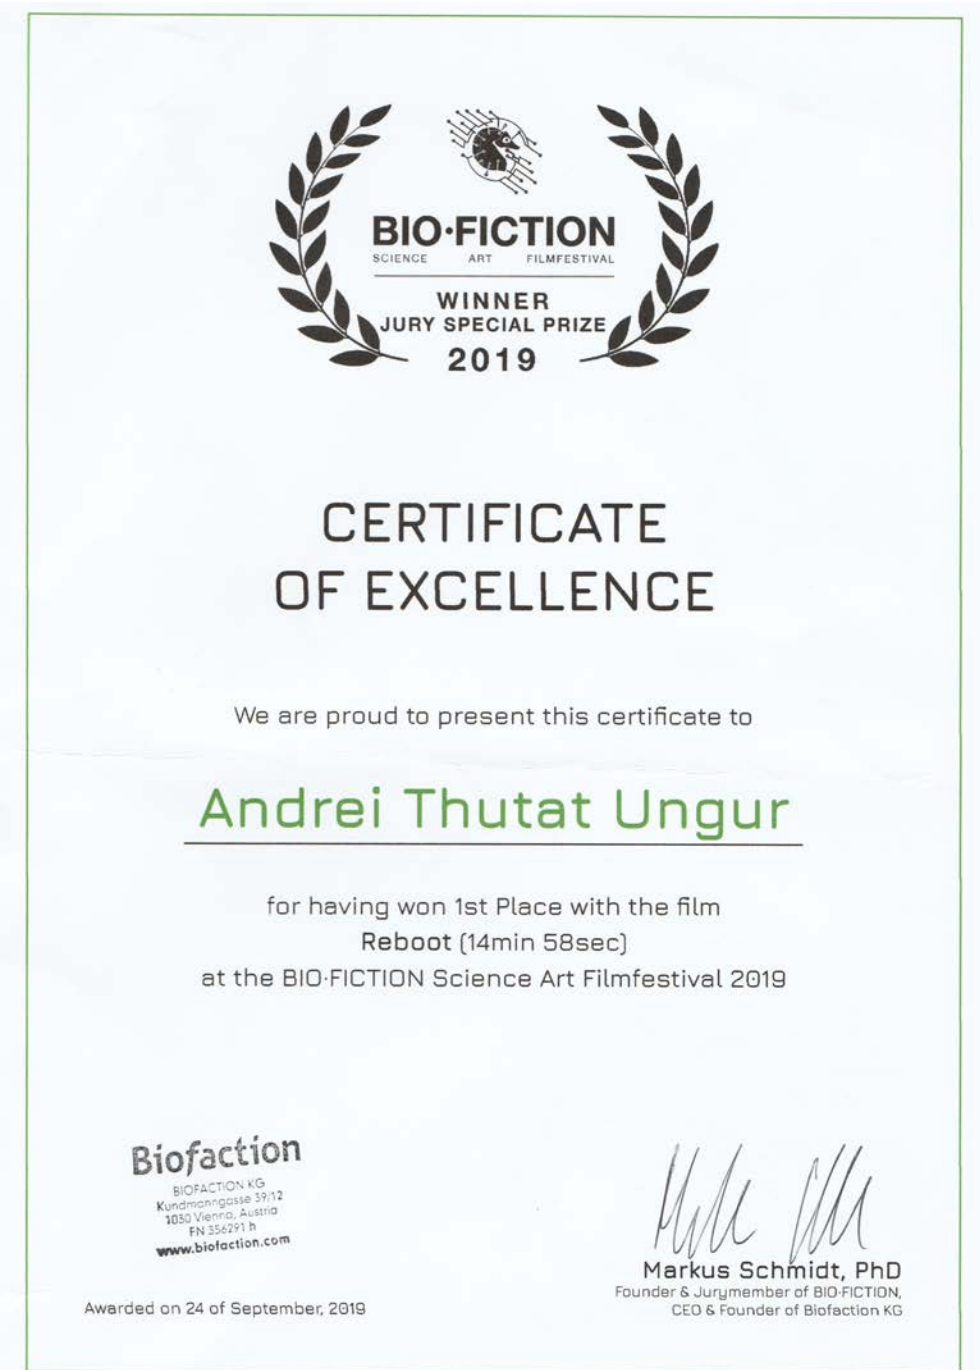 BIO·FICTION
SCIENCE ART FILMFESTIVAL
WINNER
JURY SPECIAL PRIZE
2019
CERTIFICATE
OF EXCELLENCE
We are proud to present this certificate to
Andrei Thutat Ungur
for having won 1st Place with the film
Reboot (14min 58sec)
at the BIO·FICTION Science Art Filmfestival 2019
Biofaction
BIOFACTION KG
Kundmanngasse 39/12
1030 Vienna, Austria
FN 356291 h
www.biofaction.com
Awarded on 24 of September, 2019
Markus Schmidt, PhD
Founder & Jurymember of BIO·FICTION,
CEO & Founder of Biofaction KG